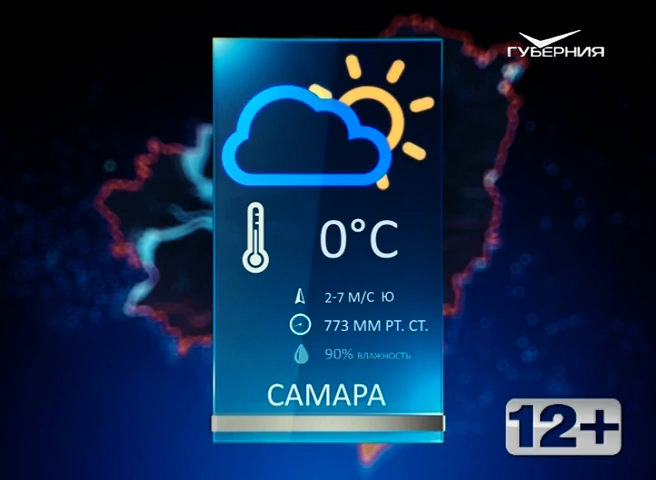 ГУБЕРНИЯ
0°C
2-7 М/С Ю
773 ММ РТ. СТ.
90% ВЛАЖНОСТЬ
САМАРА
12+